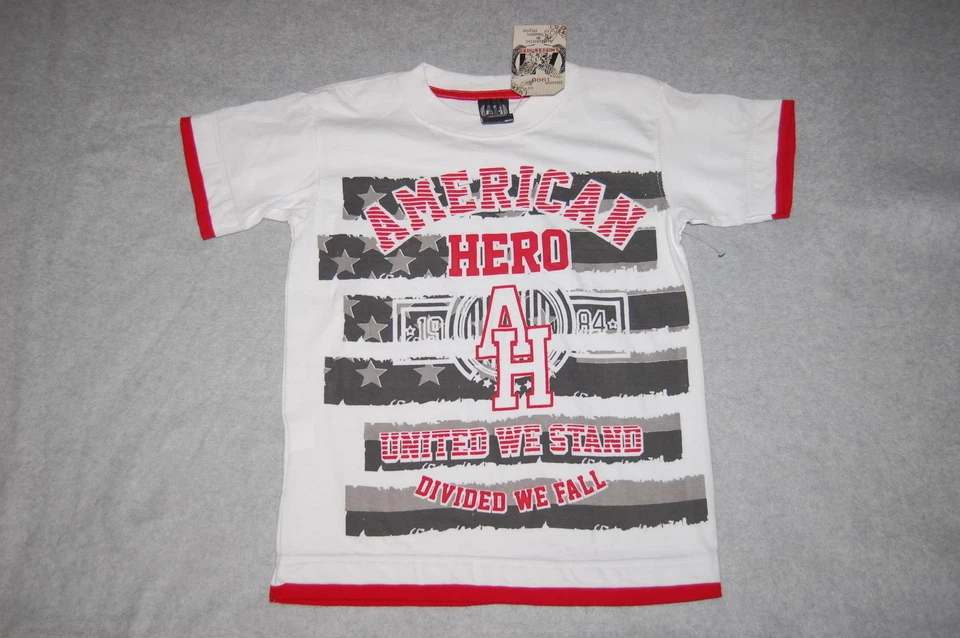 AMERICAN
HERO
19 AH 84
UNITED WE STAND
DIVIDED WE FALL